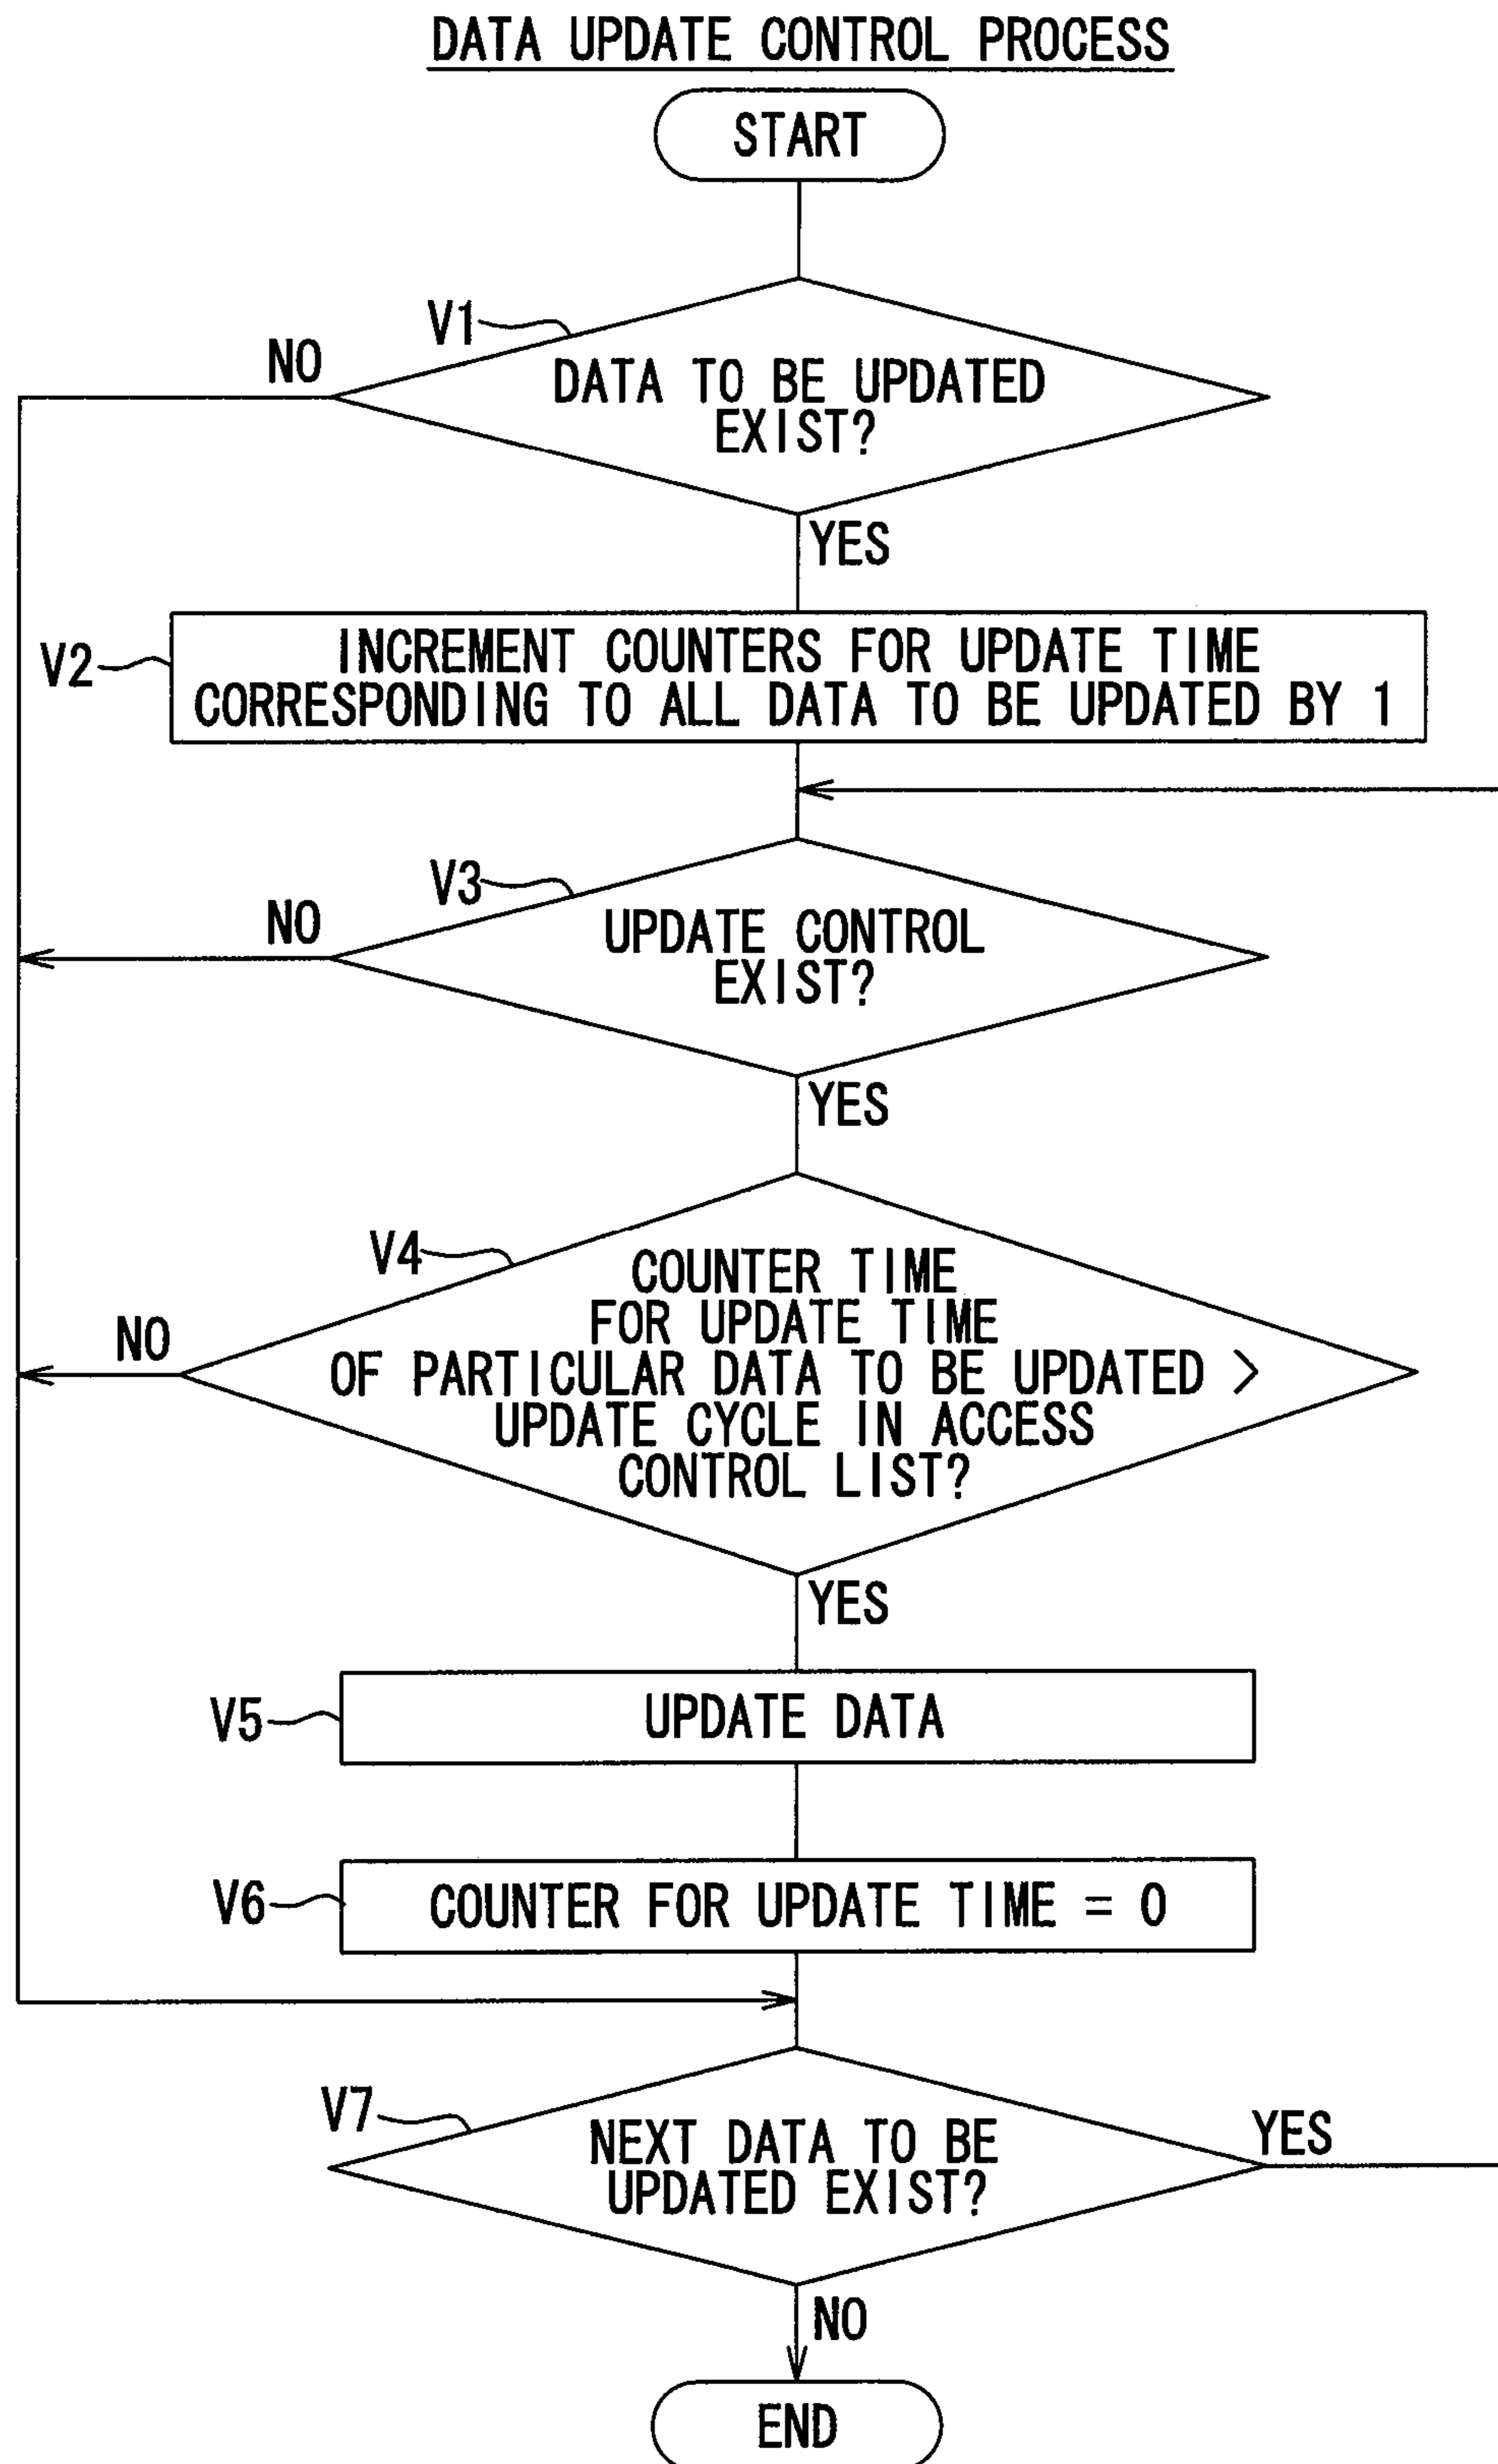 DATA UPDATE CONTROL PROCESS
START
V1
NO
DATA TO BE UPDATED
EXIST?
YES
V2
INCREMENT COUNTERS FOR UPDATE TIME
CORRESPONDING TO ALL DATA TO BE UPDATED BY 1
V3
NO
UPDATE CONTROL
EXIST?
YES
V4
NO
COUNTER TIME
FOR UPDATE TIME
OF PARTICULAR DATA TO BE UPDATED >
UPDATE CYCLE IN ACCESS
CONTROL LIST?
YES
V5
UPDATE DATA
V6
COUNTER FOR UPDATE TIME = 0
V7
NEXT DATA TO BE
UPDATED EXIST?
YES
NO
END